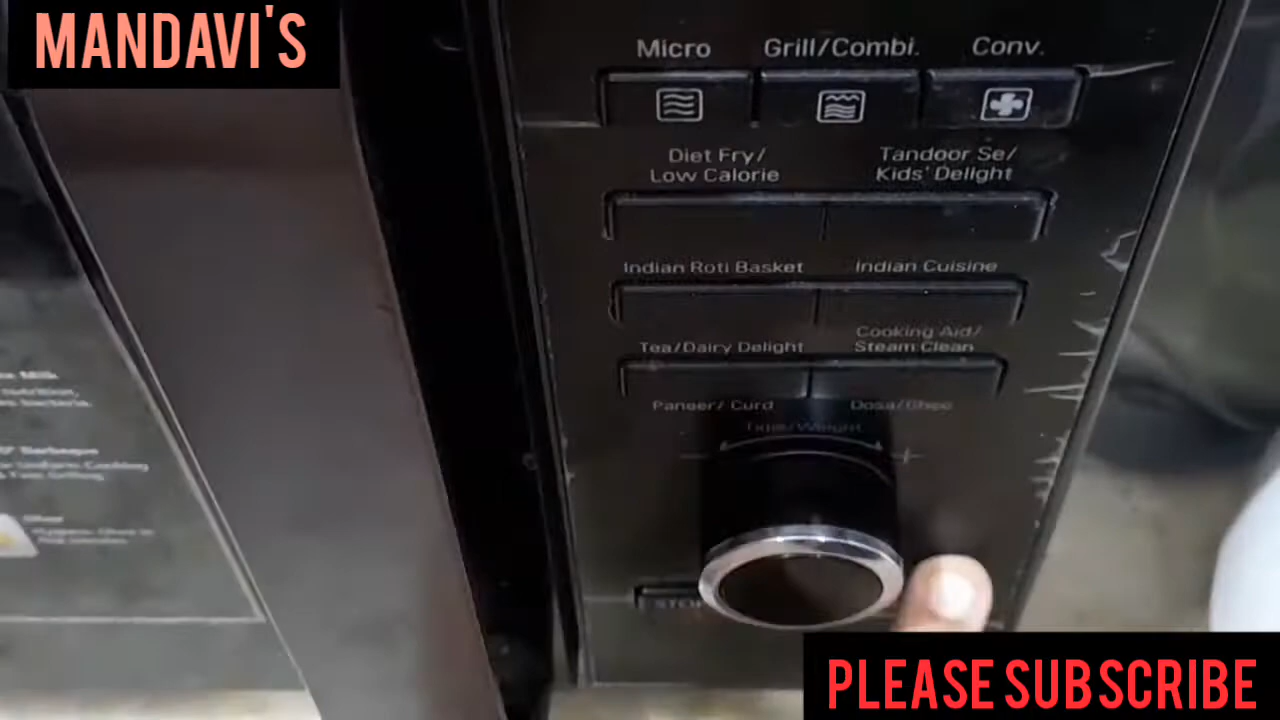 MANDAVI'S
Micro
Grill/Combi.
Conv.
Diet Fry/
Low Calorie
Tandoor Se/
Kids' Delight
Indian Roti Basket
Indian Cuisine
Tea/Dairy Delight
Cooking Aid/
Steam Clean
Paneer/ Curd
Dosa/Ghee
Time/Weight
STOP
PLEASE SUBSCRIBE